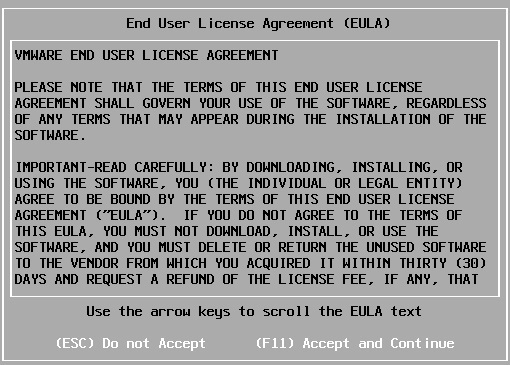 End User License Agreement (EULA)
VMWARE END USER LICENSE AGREEMENT
PLEASE NOTE THAT THE TERMS OF THIS END USER LICENSE
AGREEMENT SHALL GOVERN YOUR USE OF THE SOFTWARE, REGARDLESS
OF ANY TERMS THAT MAY APPEAR DURING THE INSTALLATION OF THE
SOFTWARE.
IMPORTANT-READ CAREFULLY: BY DOWNLOADING, INSTALLING, OR
USING THE SOFTWARE, YOU (THE INDIVIDUAL OR LEGAL ENTITY)
AGREE TO BE BOUND BY THE TERMS OF THIS END USER LICENSE
AGREEMENT ("EULA").  IF YOU DO NOT AGREE TO THE TERMS OF
THIS EULA, YOU MUST NOT DOWNLOAD, INSTALL, OR USE THE
SOFTWARE, AND YOU MUST DELETE OR RETURN THE UNUSED SOFTWARE
TO THE VENDOR FROM WHICH YOU ACQUIRED IT WITHIN THIRTY (30)
DAYS AND REQUEST A REFUND OF THE LICENSE FEE, IF ANY, THAT
Use the arrow keys to scroll the EULA text
(ESC) Do not Accept (F11) Accept and Continue